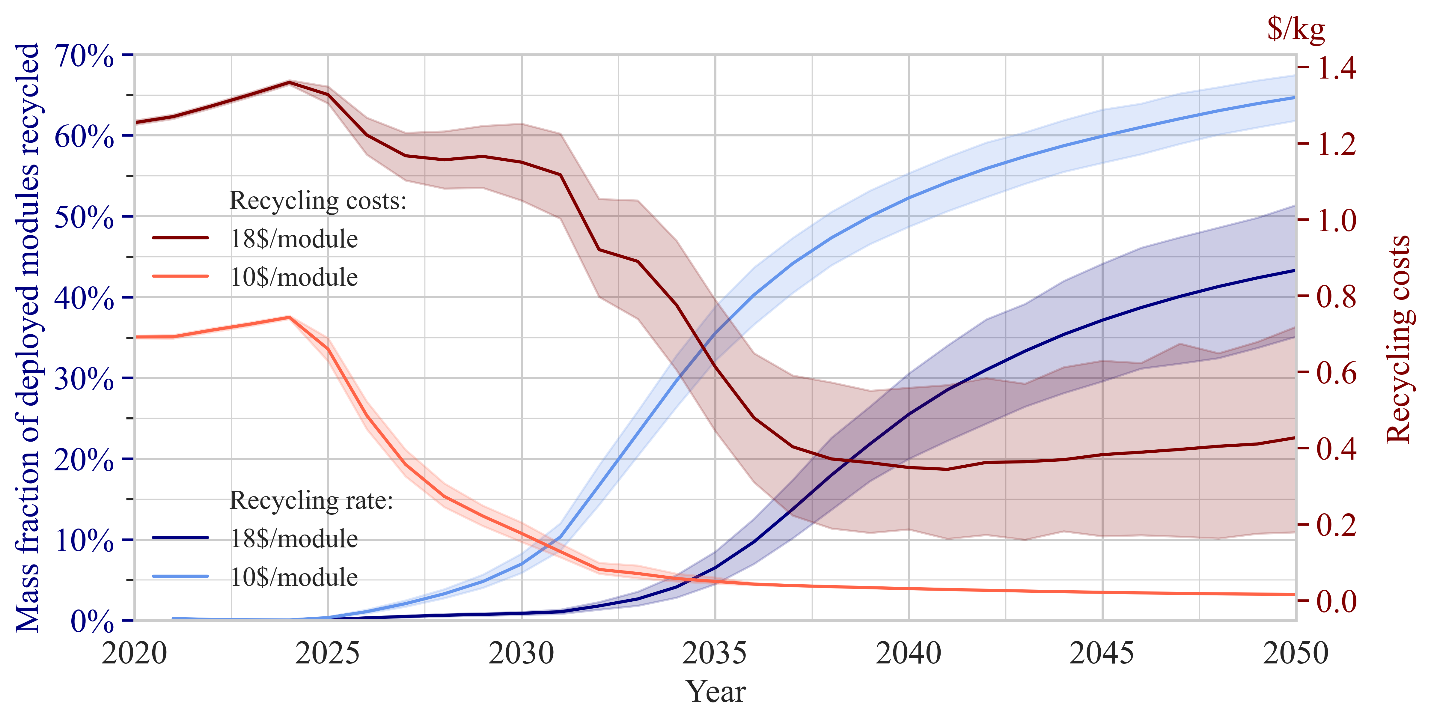 $/kg
Mass fraction of deployed modules recycled
70%
60%
50%
40%
30%
20%
10%
0%
Recycling costs:
18$/module
10$/module
Recycling rate:
18$/module
10$/module
1.4
1.2
1.0
0.8
0.6
0.4
0.2
0.0
Recycling costs
2020
2025
2030
2035
2040
2045
2050
Year